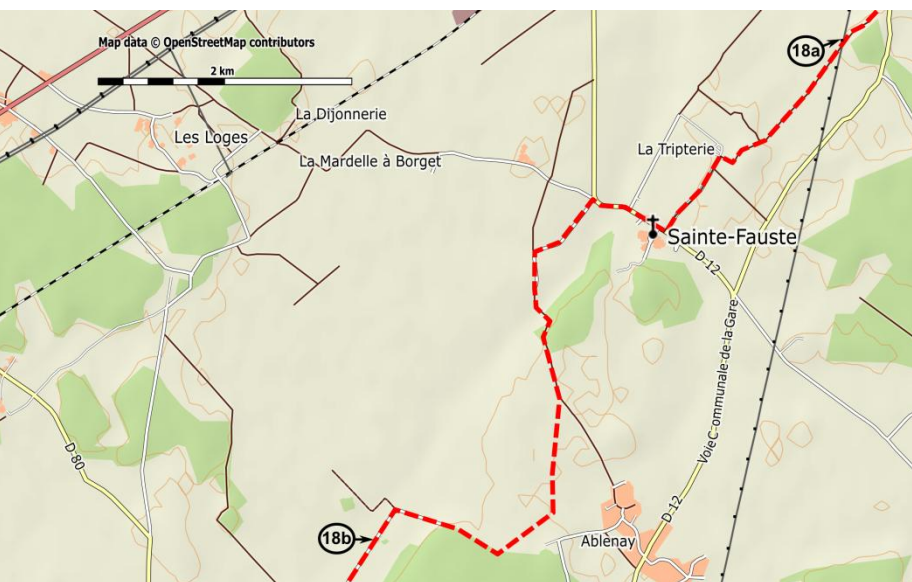 Map data © OpenStreetMap contributors
2 km
18a
La Dijonnerie
Les Loges
La Mardelle à Borget
La Tripterie
Sainte-Fauste
D-12
Voie Communale de la Gare
D-80
D-12
18b
Ablenay